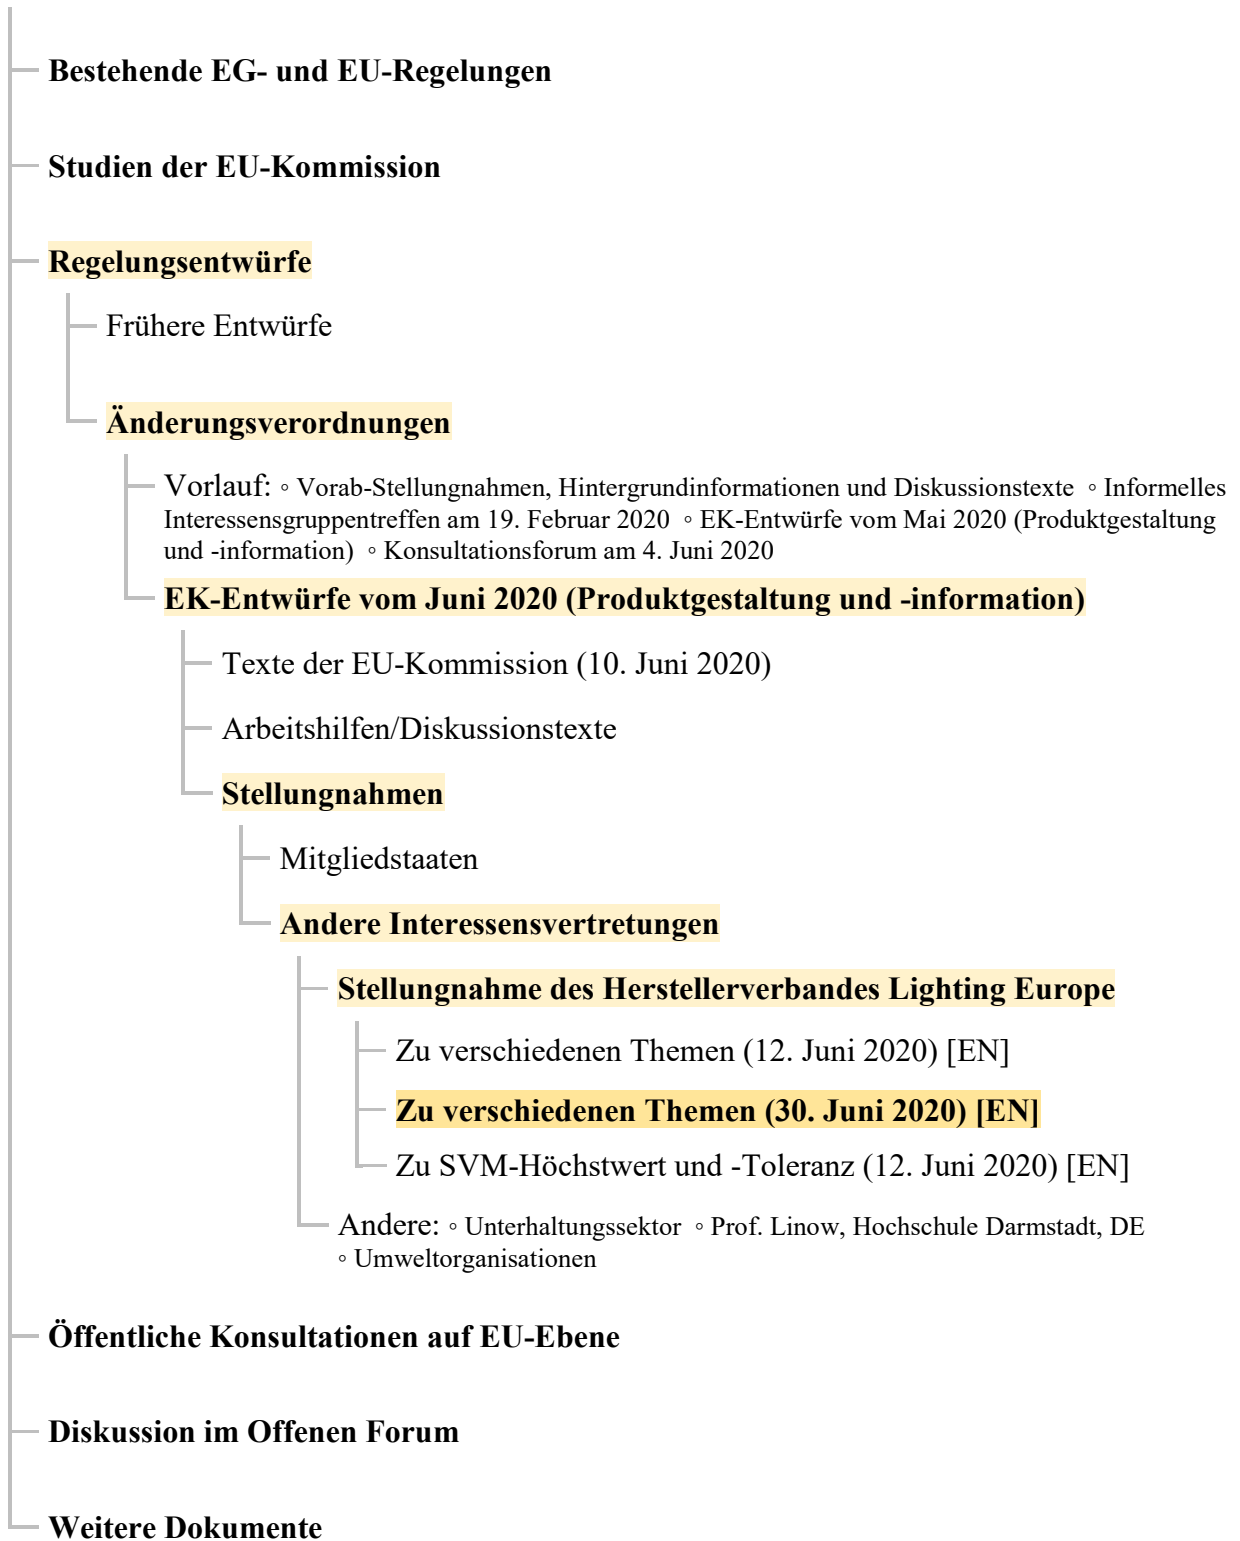 Bestehende EG- und EU-Regelungen
Studien der EU-Kommission
Regelungsentwürfe
Frühere Entwürfe
Änderungsverordnungen
Vorlauf: ◦ Vorab-Stellungnahmen, Hintergrundinformationen und Diskussionstexte ◦ Informelles
Interessensgruppentreffen am 19. Februar 2020 ◦ EK-Entwürfe vom Mai 2020 (Produktgestaltung
und -information) ◦ Konsultationsforum am 4. Juni 2020
EK-Entwürfe vom Juni 2020 (Produktgestaltung und -information)
Texte der EU-Kommission (10. Juni 2020)
Arbeitshilfen/Diskussionstexte
Stellungnahmen
Mitgliedstaaten
Andere Interessensvertretungen
Stellungnahme des Herstellerverbandes Lighting Europe
Zu verschiedenen Themen (12. Juni 2020) [EN]
Zu verschiedenen Themen (30. Juni 2020) [EN]
Zu SVM-Höchstwert und -Toleranz (12. Juni 2020) [EN]
Andere: ◦ Unterhaltungssektor ◦ Prof. Linow, Hochschule Darmstadt, DE
◦ Umweltorganisationen
Öffentliche Konsultationen auf EU-Ebene
Diskussion im Offenen Forum
Weitere Dokumente